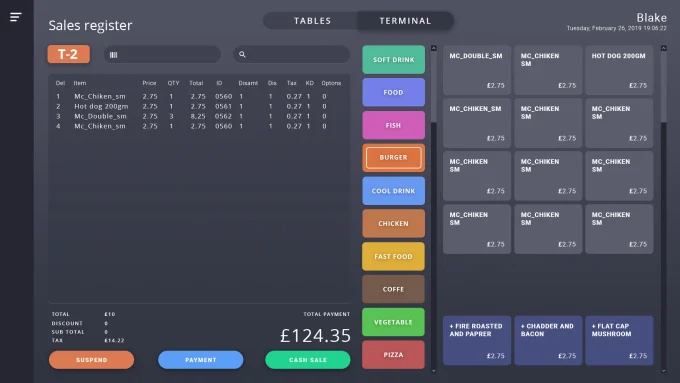 Sales register
TABLES
TERMINAL
Blake
Tuesday, February 26, 2019 19:06:22
T-2
Del Item Price QTY Total ID Disamt Dis Tax KD Options
1 Mc_Chiken_sm 2.75 1 2.75 0560 1 1 0.27 1 0
2 Hot dog 200gm 2.75 1 2.75 0561 1 1 0.27 1 0
3 Mc_Double_sm 2.75 3 8,25 0562 1 1 0.27 1 0
4 Mc_Chiken_sm 2.75 1 2.75 0560 1 1 0.27 1 0
TOTAL £10
DISCOUNT 0
SUB TOTAL 0
TAX £14.22
TOTAL PAYMENT
£124.35
SUSPEND
PAYMENT
CASH SALE
SOFT DRINK
FOOD
FISH
BURGER
COOL DRINK
CHICKEN
FAST FOOD
COFFE
VEGETABLE
PIZZA
MC_DOUBLE_SM
£2.75
MC_CHIKEN
SM
£2.75
HOT DOG 200GM
£2.75
MC_CHIKEN_SM
£2.75
MC_CHIKEN
SM
£2.75
MC_CHIKEN
SM
£2.75
MC_CHIKEN
SM
£2.75
MC_CHIKEN
SM
£2.75
MC_CHIKEN
SM
£2.75
MC_CHIKEN
SM
£2.75
MC_CHIKEN
SM
£2.75
MC_CHIKEN
SM
£2.75
+ FIRE ROASTED
AND PAPRER
£2.75
+ CHADDER AND
BACON
£2.75
+ FLAT CAP
MUSHROOM
£2.75